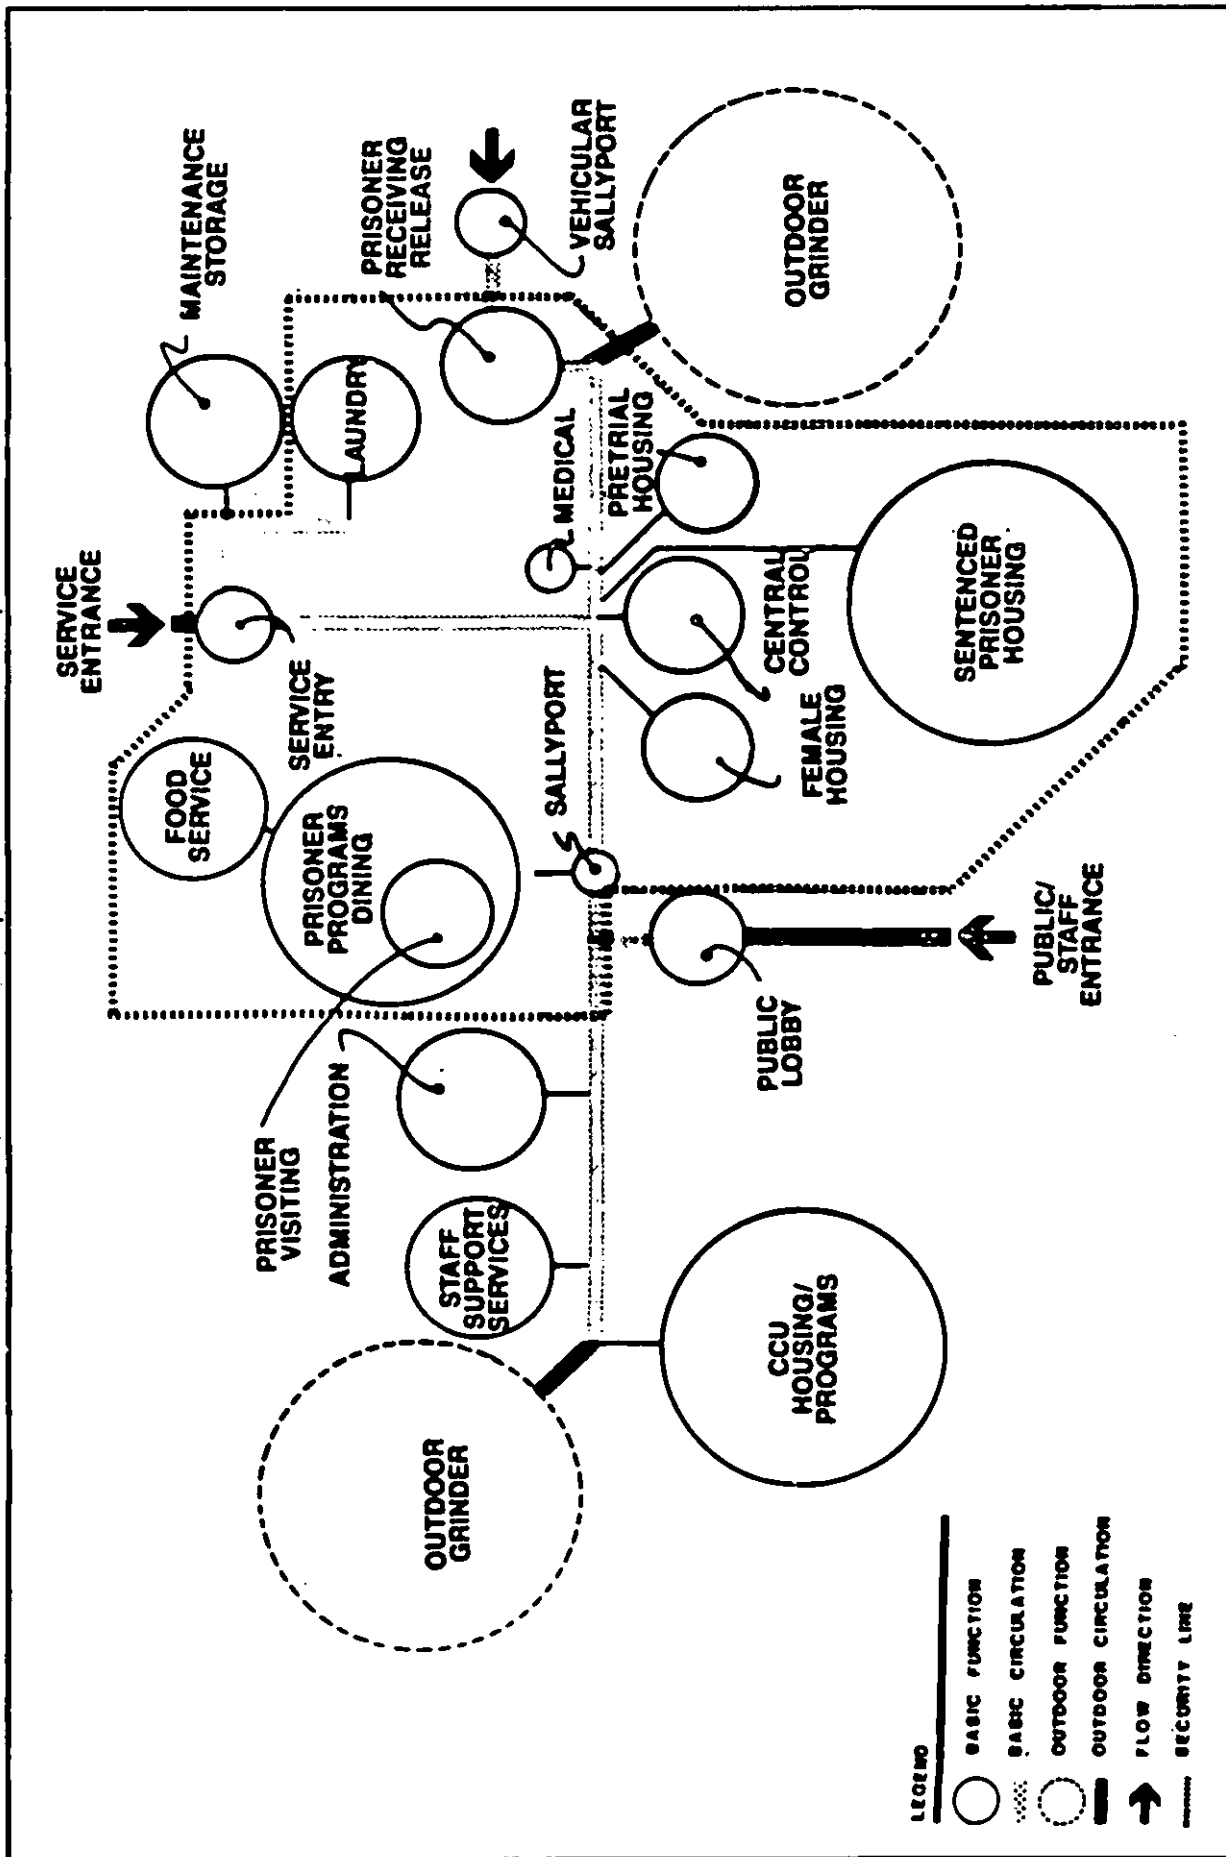 SERVICE
ENTRANCE
MAINTENANCE
STORAGE
FOOD
SERVICE
SERVICE
ENTRY
LAUNDRY
PRISONER
RECEIVING
RELEASE
PRISONER
VISITING
PRISONER
PROGRAMS
DINING
ADMINISTRATION
STAFF
SUPPORT
SERVICES
OUTDOOR
GRINDER
SALLYPORT
MEDICAL
VEHICULAR
SALLYPORT
PRETRIAL
HOUSING
CENTRAL
CONTROL
FEMALE
HOUSING
OUTDOOR
GRINDER
PUBLIC
LOBBY
CCU
HOUSING/
PROGRAMS
SENTENCED
PRISONER
HOUSING
PUBLIC/
STAFF
ENTRANCE
LEGEND
BASIC FUNCTION
BASIC CIRCULATION
OUTDOOR FUNCTION
OUTDOOR CIRCULATION
FLOW DIRECTION
SECURITY LINE